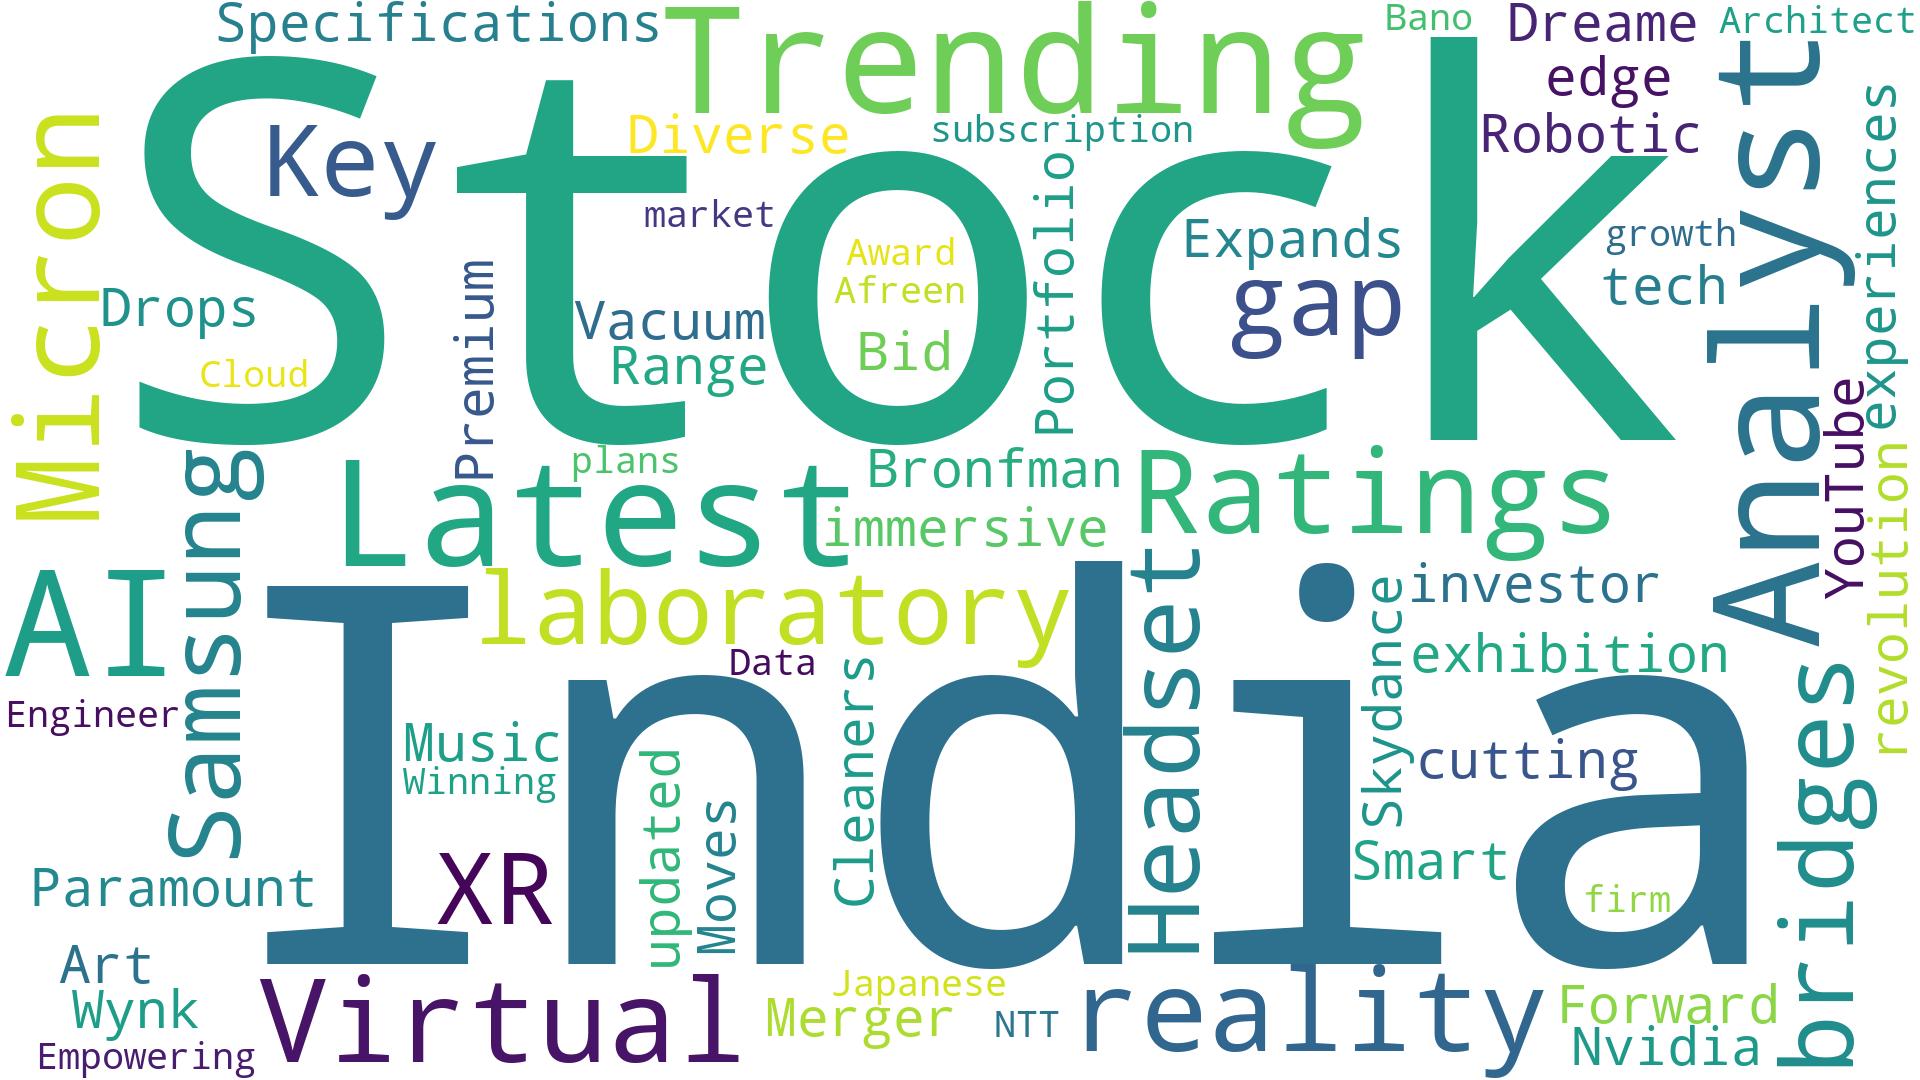 Specifications
Trending
Bano
Dreame
Architect
edge
Stock
Key
Diverse
subscription
Robotic
Analyst
experiences
Micron
market
Portfolio
Expands
growth
Award
Afreen
gap
tech
Drops
Premium
Vacuum
Range
Bid
Cloud
YouTube
Samsung
plans
Latest
Bronfman
Ratings
immersive
revolution
AI
India
laboratory
Headset
Skydance
investor
Data
exhibition
Engineer
bridges
Music
Winning
updated
Moves
Cleaners
cutting
XR
Smart
Paramount
firm
Art
Wynk
Virtual
Japanese
Merger
NTT
reality
Forward
Nvidia
Empowering